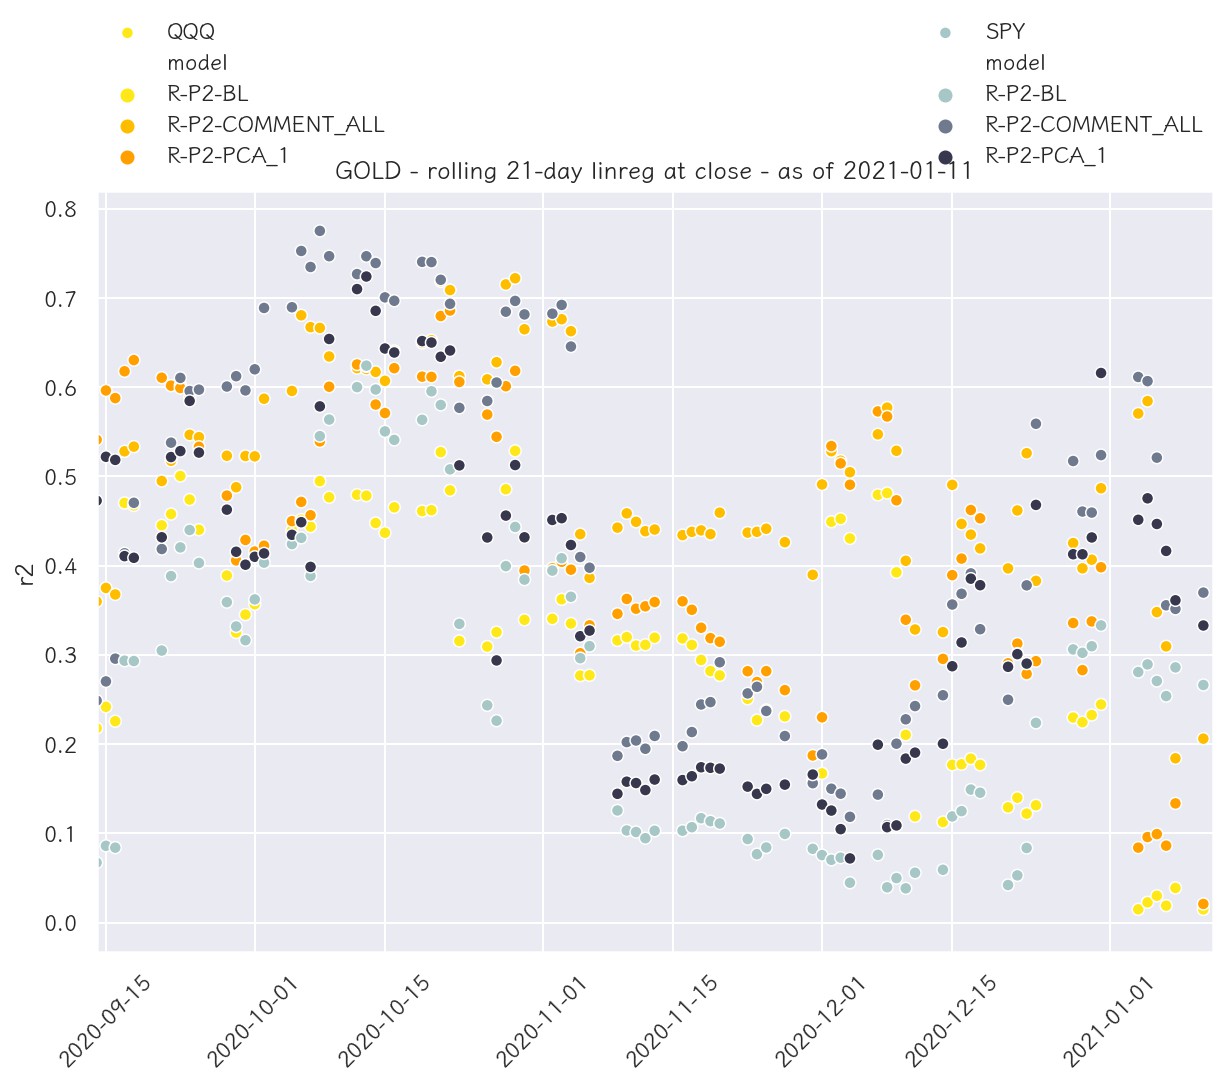 QQQ
model
R-P2-BL
R-P2-COMMENT_ALL
R-P2-PCA_1
SPY
model
R-P2-BL
R-P2-COMMENT_ALL
R-P2-PCA_1
GOLD - rolling 21-day linreg at close - as of 2021-01-11
0.8
0.7
0.6
0.5
0.4
0.3
0.2
0.1
0.0
r2
2020-09-15
2020-10-01
2020-10-15
2020-11-01
2020-11-15
2020-12-01
2020-12-15
2021-01-01